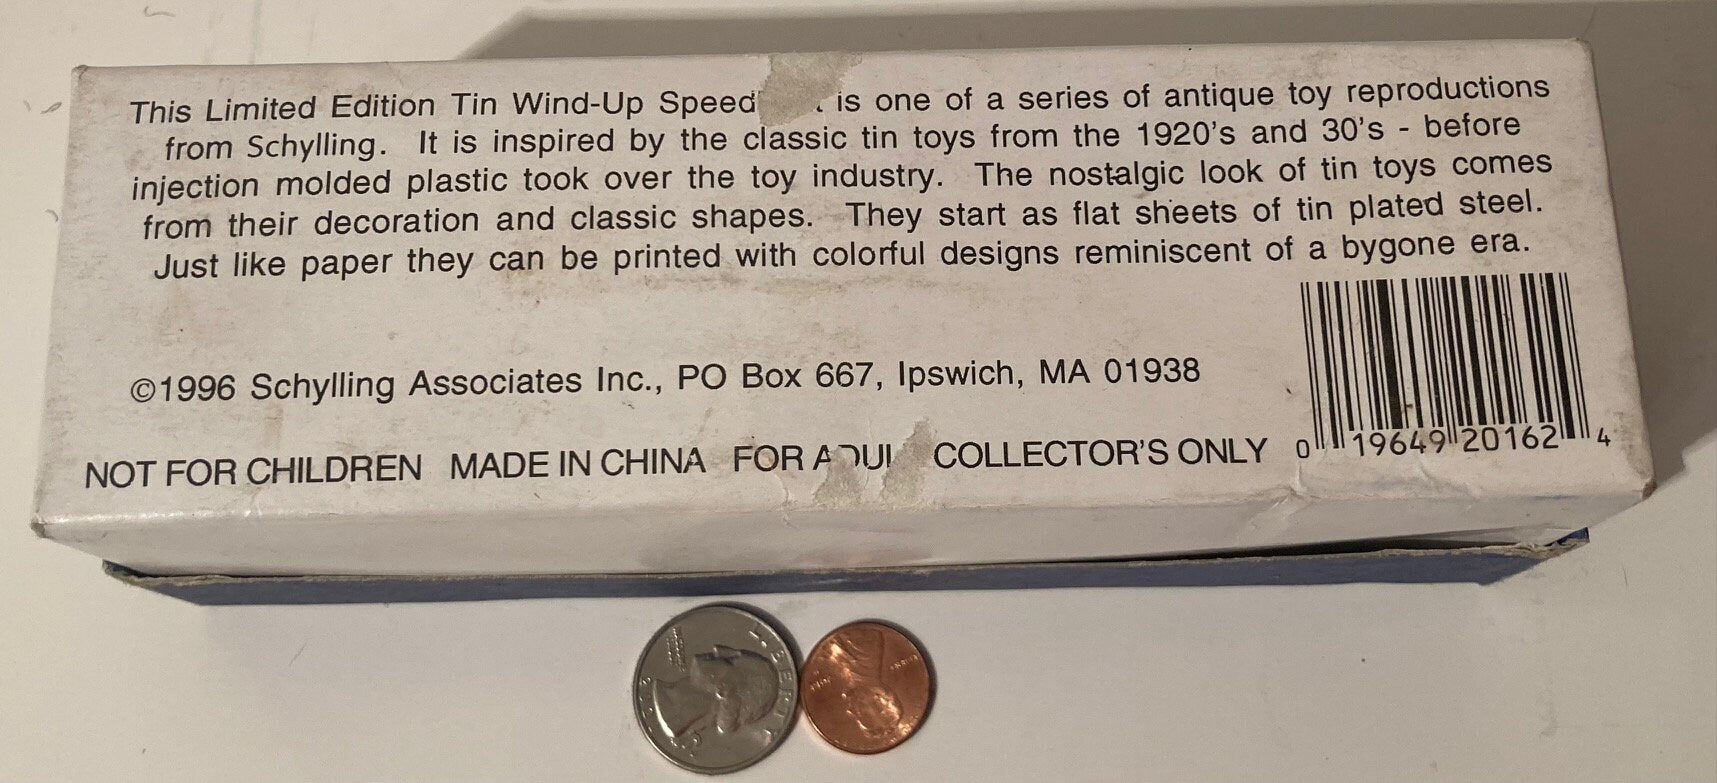 This Limited Edition Tin Wind-Up Speed is one of a series of antique toy reproductions
from Schylling. It is inspired by the classic tin toys from the 1920's and 30's - before
injection molded plastic took over the toy industry. The nostalgic look of tin toys comes
from their decoration and classic shapes. They start as flat sheets of tin plated steel.
Just like paper they can be printed with colorful designs reminiscent of a bygone era.
©1996 Schylling Associates Inc., PO Box 667, Ipswich, MA 01938
NOT FOR CHILDREN MADE IN CHINA FOR COLLECTOR'S ONLY
0 19649 20162 4
LIBERTY